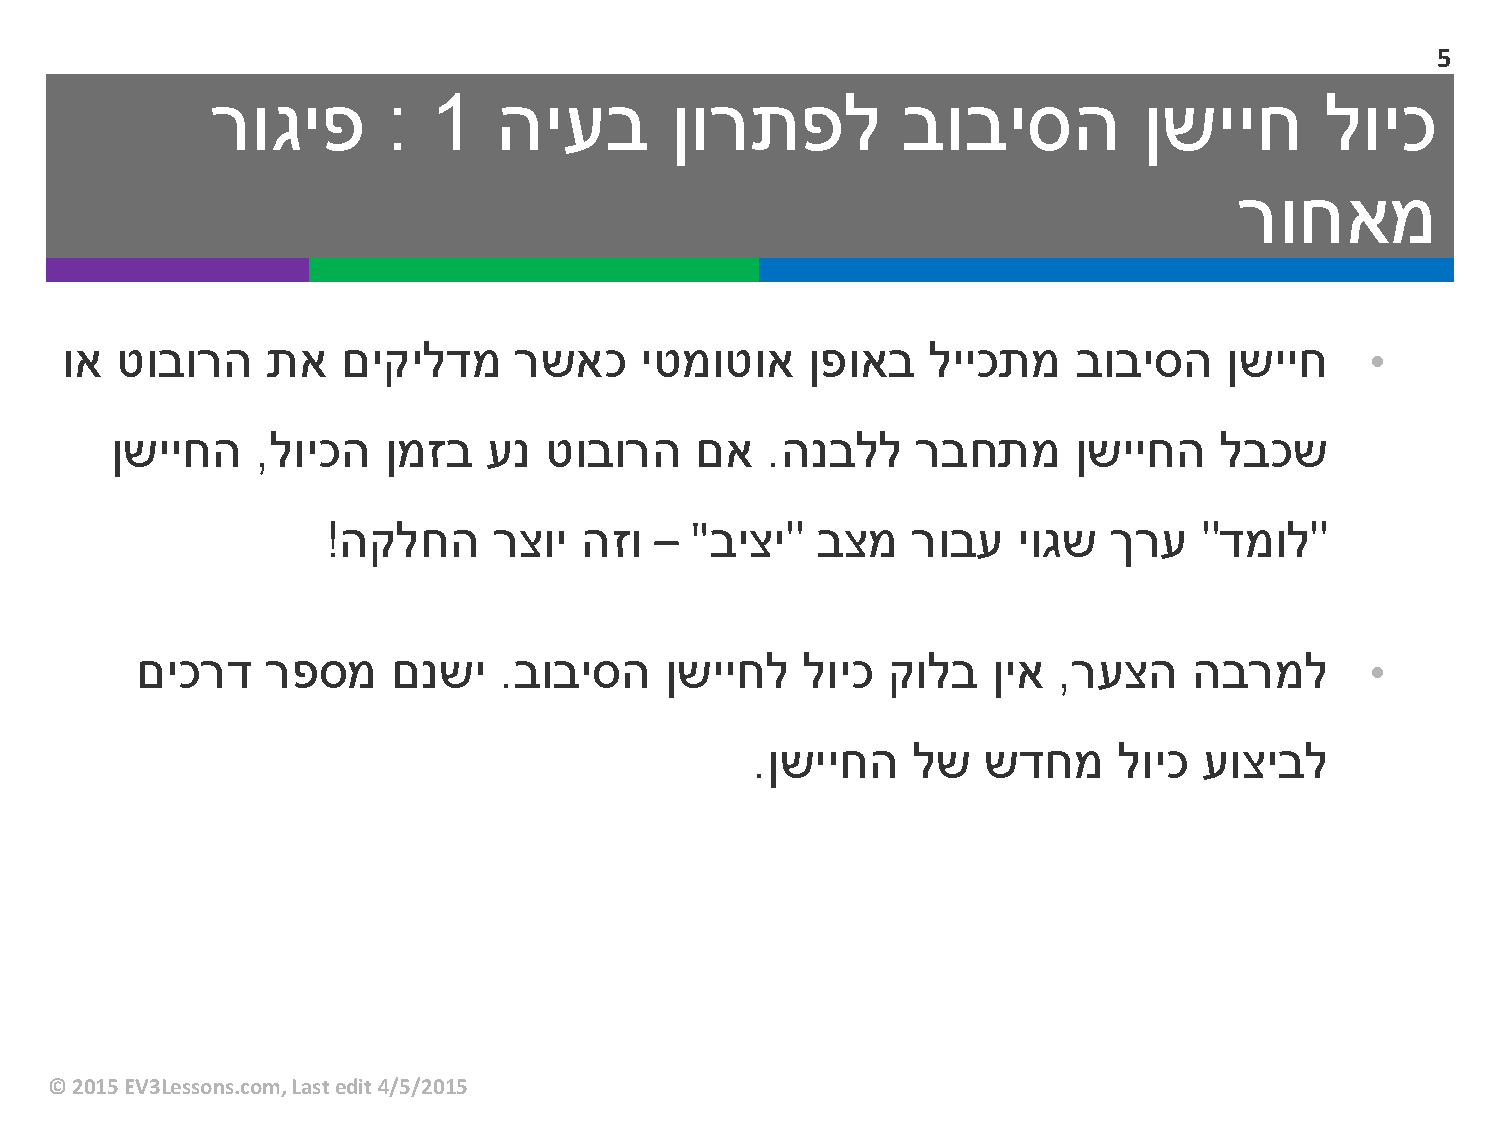 5
כיול חיישן הסיבוב לפתרון בעיה 1 : פיגור
מאחור
• חיישן הסיבוב מתכייל באופן אוטומטי כאשר מדליקים את הרובוט או
שכבל החיישן מתחבר ללבנה. אם הרובוט נע בזמן הכיול, החיישן
"לומד" ערך שגוי עבור מצב "יציב" – וזה יוצר החלקה!
• למרבה הצער, אין בלוק כיול לחיישן הסיבוב. ישנם מספר דרכים
לביצוע כיול מחדש של החיישן.
© 2015 EV3Lessons.com, Last edit 4/5/2015